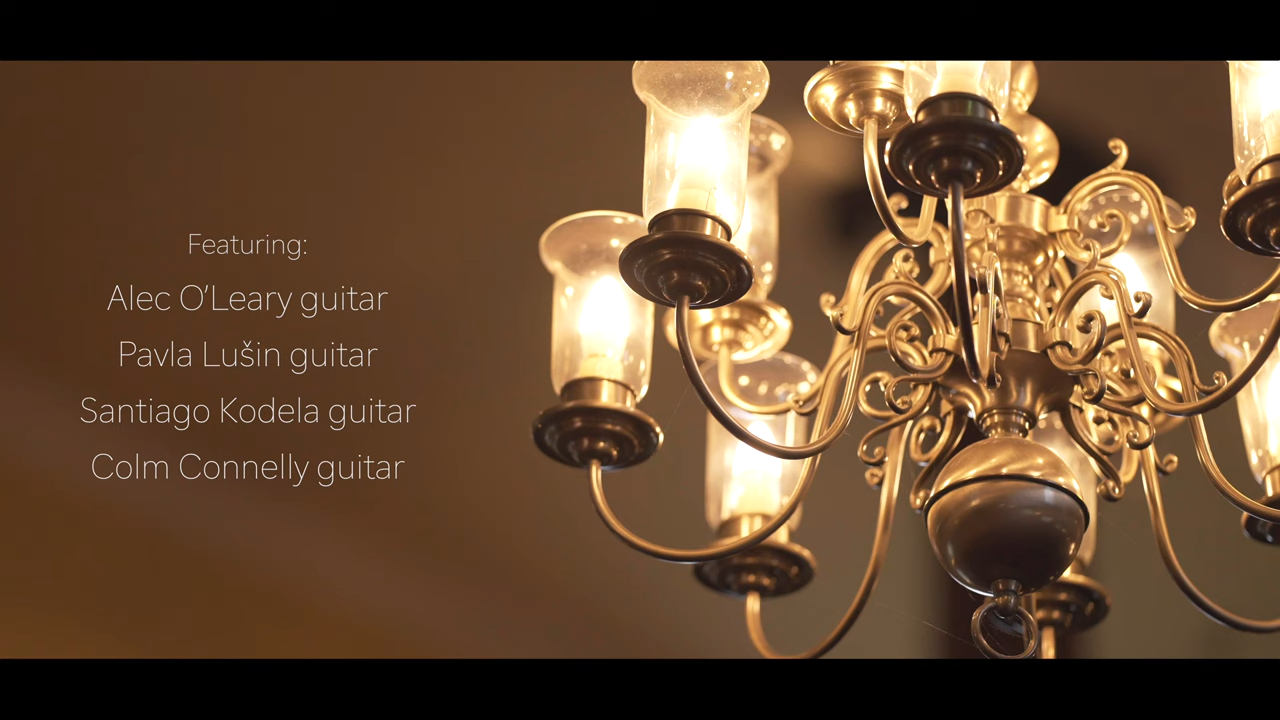 Featuring:
Alec O’Leary guitar
Pavla Lušin guitar
Santiago Kodela guitar
Colm Connelly guitar